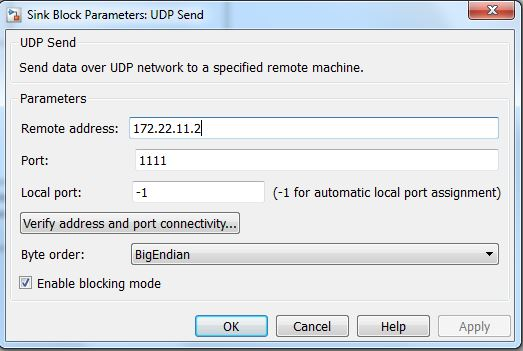 Sink Block Parameters: UDP Send
UDP Send
Send data over UDP network to a specified remote machine.
Parameters
Remote address: 172.22.11.2
Port: 1111
Local port: -1 (-1 for automatic local port assignment)
Verify address and port connectivity...
Byte order: BigEndian
Enable blocking mode
OK Cancel Help Apply